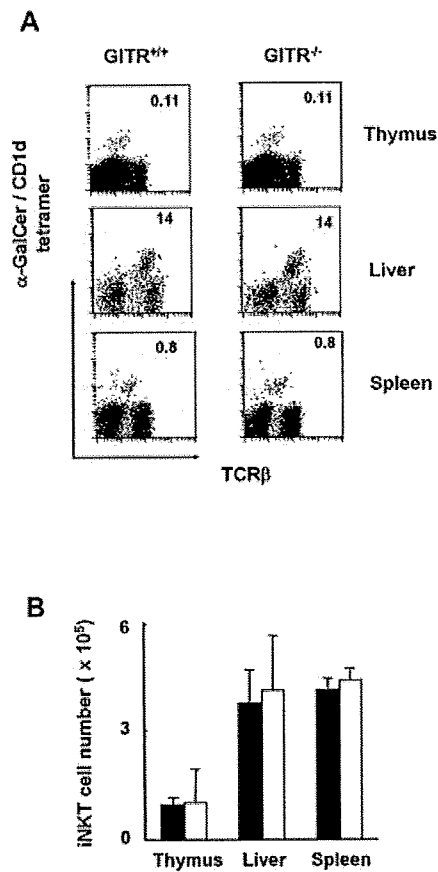 A
GITR+/+ GITR-/-
α-GalCer / CD1d
tetramer
0.11 0.11 Thymus
14 14 Liver
0.8 0.8 Spleen
TCRβ
B
iNKT cell number ( x 10⁵)
6
3
0
Thymus Liver Spleen